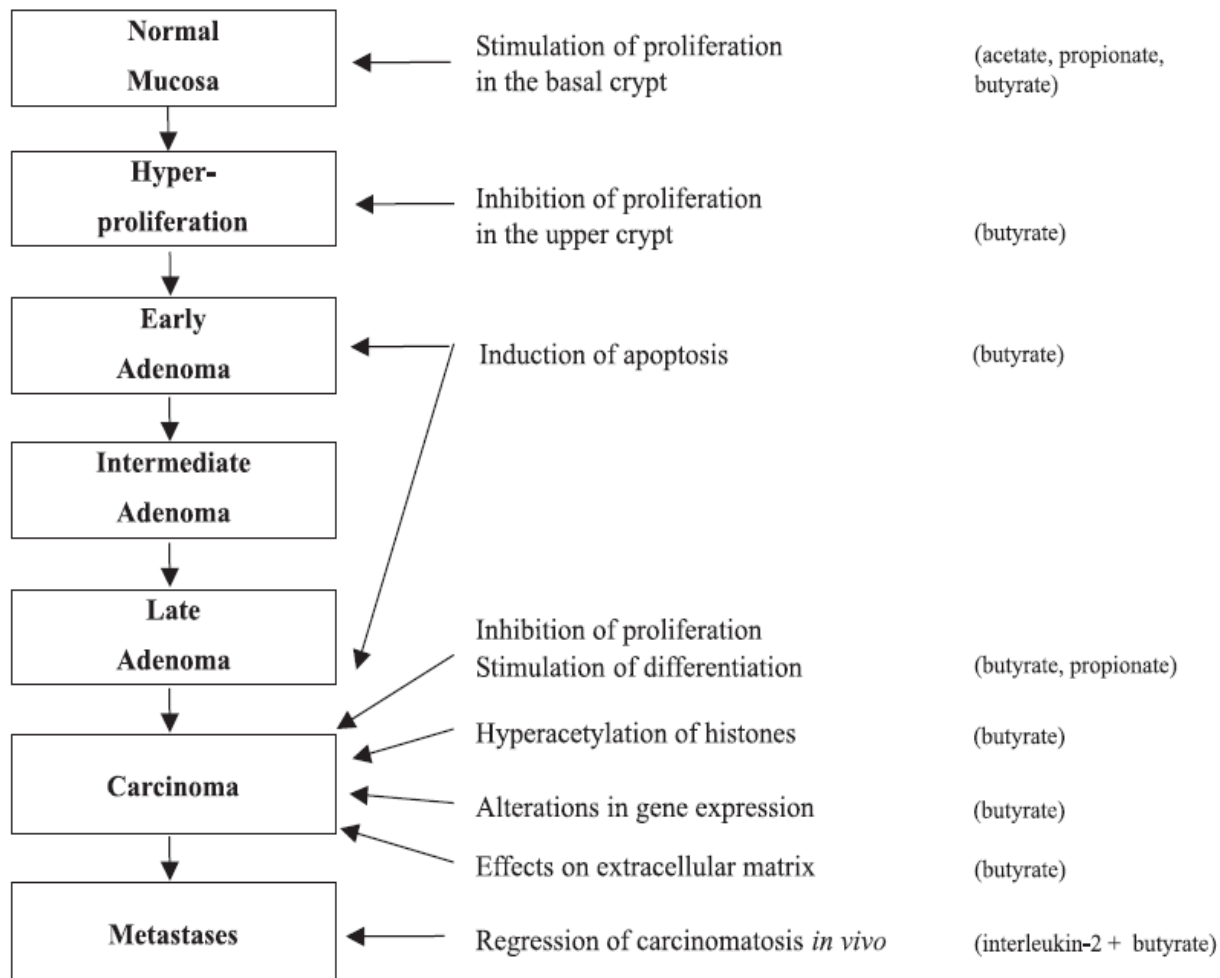 Normal
Mucosa
Stimulation of proliferation
in the basal crypt
(acetate, propionate,
butyrate)
Hyper-
proliferation
Inhibition of proliferation
in the upper crypt
(butyrate)
Early
Adenoma
Induction of apoptosis
(butyrate)
Intermediate
Adenoma
Late
Adenoma
Inhibition of proliferation
Stimulation of differentiation
(butyrate, propionate)
Carcinoma
Hyperacetylation of histones
(butyrate)
Alterations in gene expression
(butyrate)
Effects on extracellular matrix
(butyrate)
Metastases
Regression of carcinomatosis in vivo
(interleukin-2 + butyrate)